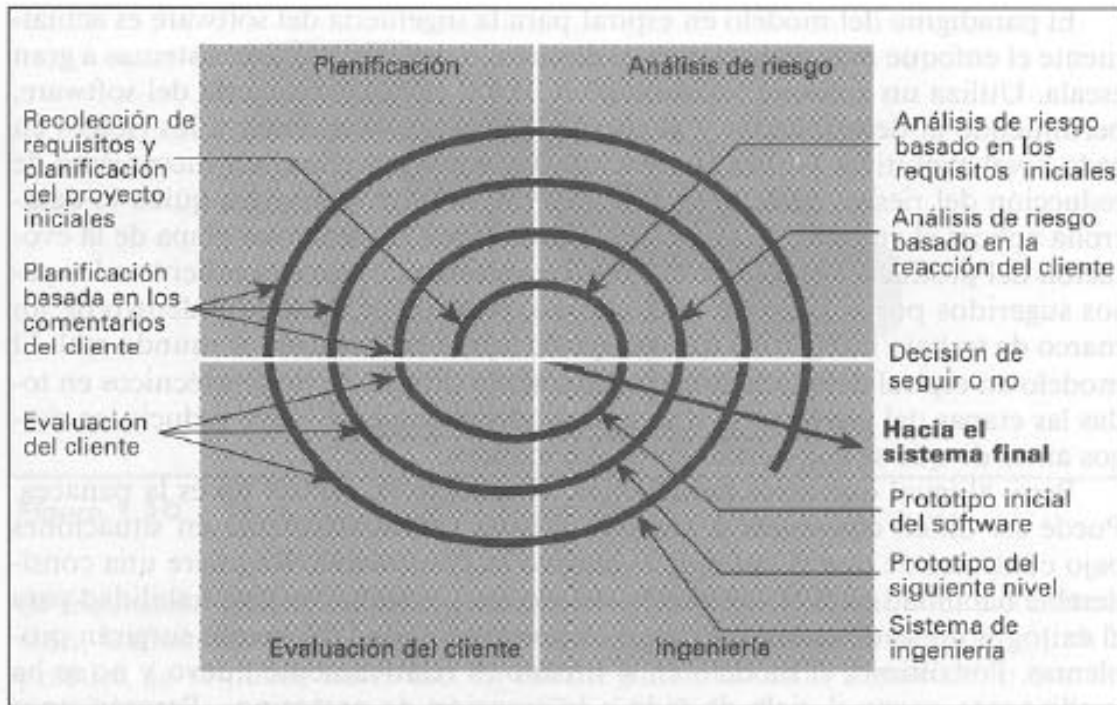 Planificación
Análisis de riesgo
Recolección de
requisitos y
planificación
del proyecto
iniciales
Planificación
basada en los
comentarios
del cliente
Evaluación
del cliente
Análisis de riesgo
basado en los
requisitos iniciales
Análisis de riesgo
basado en la
reacción del cliente
Decisión de
seguir o no
Hacia el
sistema final
Prototipo inicial
del software
Prototipo del
siguiente nivel
Sistema de
ingeniería
Evaluación del cliente
Ingeniería